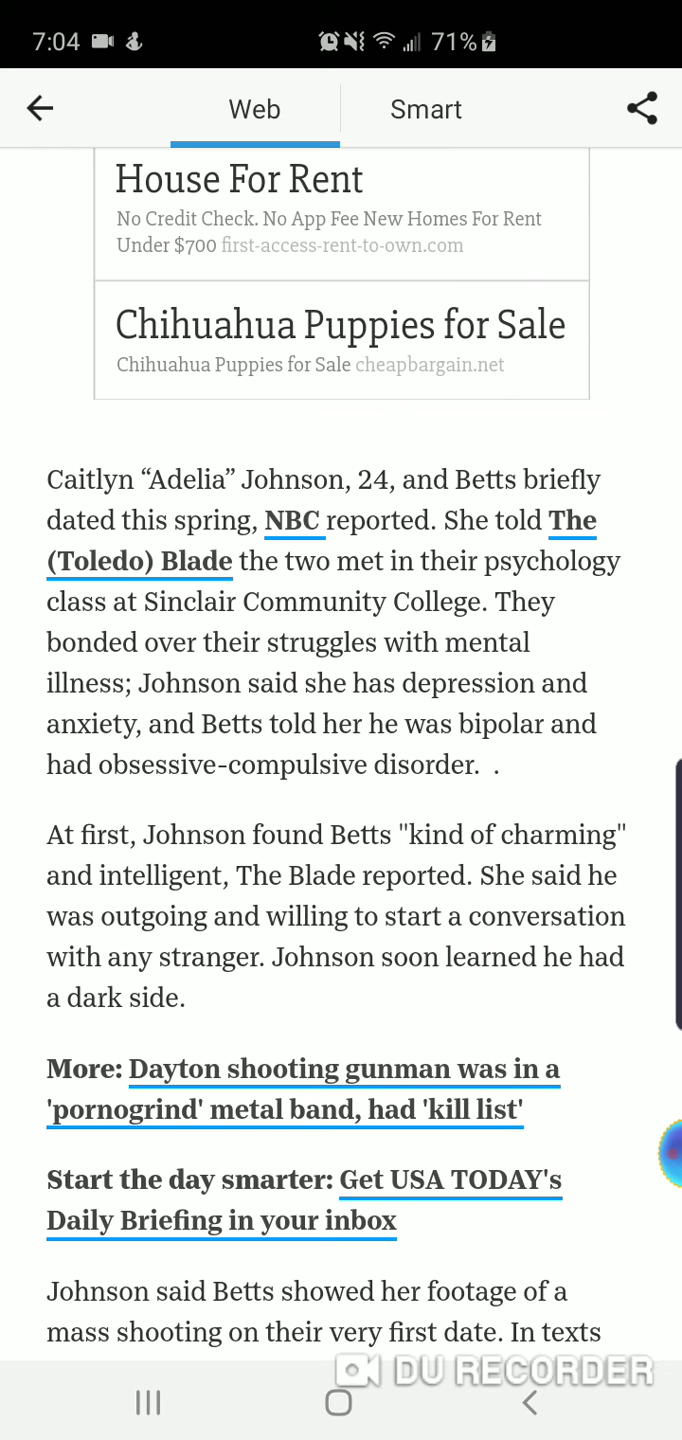 7:04 71%
Web Smart
House For Rent
No Credit Check. No App Fee New Homes For Rent
Under $700 first-access-rent-to-own.com
Chihuahua Puppies for Sale
Chihuahua Puppies for Sale cheapbargain.net
Caitlyn “Adelia” Johnson, 24, and Betts briefly
dated this spring, NBC reported. She told The
(Toledo) Blade the two met in their psychology
class at Sinclair Community College. They
bonded over their struggles with mental
illness; Johnson said she has depression and
anxiety, and Betts told her he was bipolar and
had obsessive-compulsive disorder.  .
At first, Johnson found Betts "kind of charming"
and intelligent, The Blade reported. She said he
was outgoing and willing to start a conversation
with any stranger. Johnson soon learned he had
a dark side.
More: Dayton shooting gunman was in a
'pornogrind' metal band, had 'kill list'
Start the day smarter: Get USA TODAY's
Daily Briefing in your inbox
Johnson said Betts showed her footage of a
mass shooting on their very first date. In texts
DU RECORDER